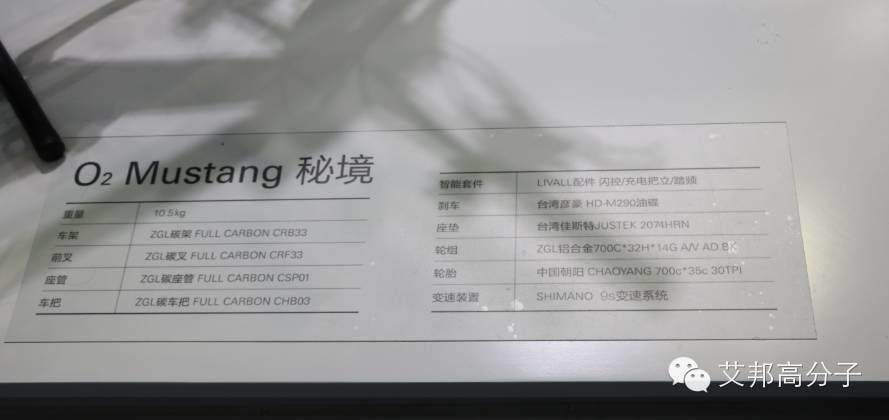 O₂ Mustang 秘境
重量 10.5kg
车架 ZGL碳架 FULL CARBON CRB33
前叉 ZGL碳叉 FULL CARBON CRF33
座管 ZGL碳座管 FULL CARBON CSP01
车把 ZGL碳车把 FULL CARBON CHB03
智能套件 LIVALL配件 闪控/充电把立/踏频
刹车 台湾彦豪 HD-M290油碟
座垫 台湾佳斯特JUSTEK 2074HRN
轮组 ZGL铝合金700C*32H*14G A/V AD.BK
轮胎 中国朝阳 CHAOYANG 700c*35c 30TPI
变速装置 SHIMANO 9s变速系统
艾邦高分子